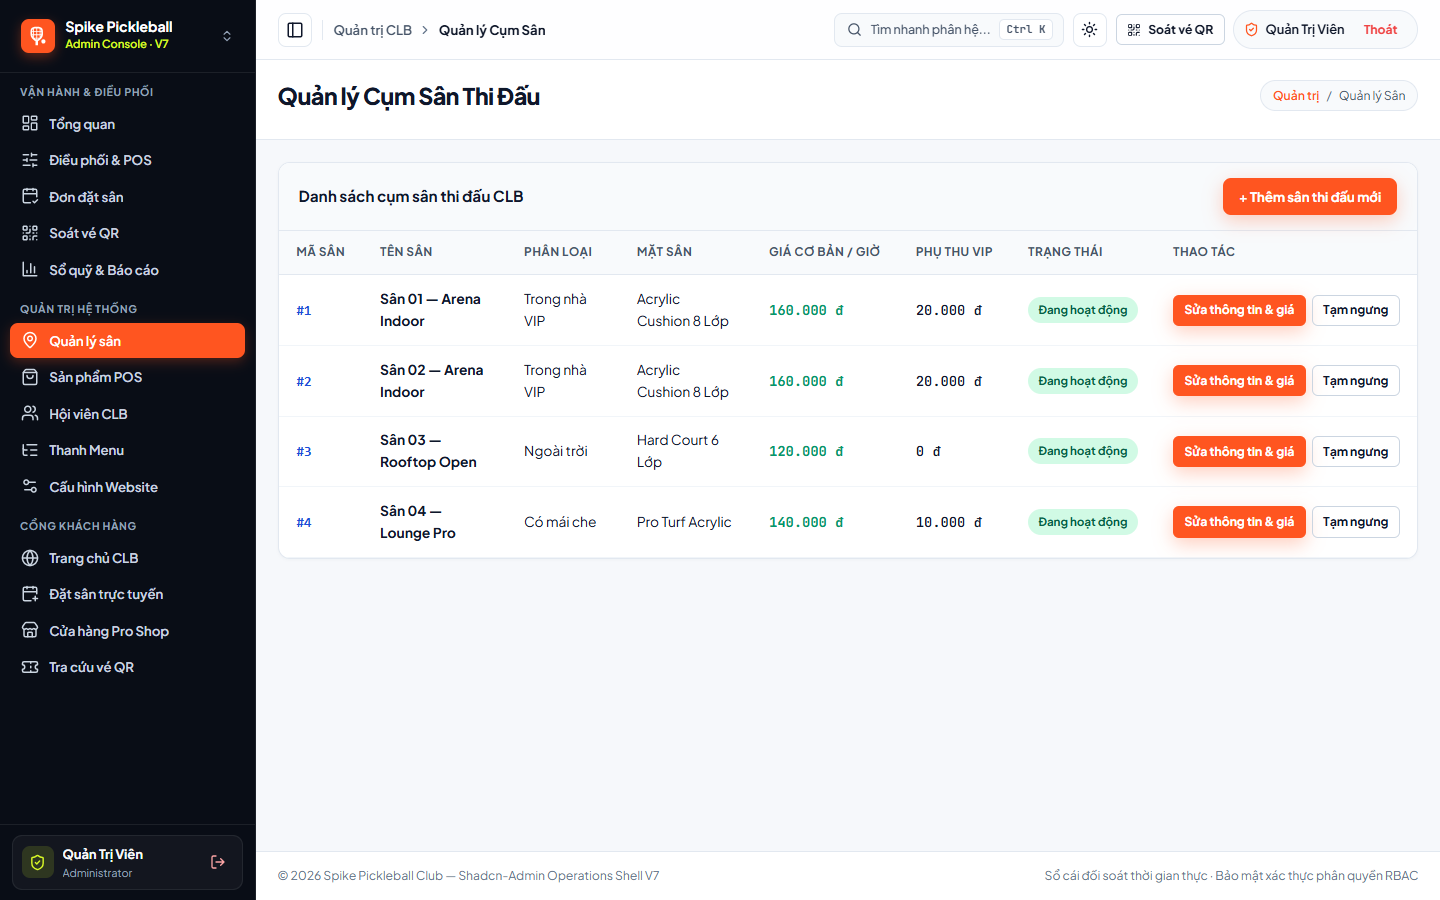 Spike Pickleball
Admin Console · V7
VẬN HÀNH & ĐIỀU PHỐI
Tổng quan
Điều phối & POS
Đơn đặt sân
Soát vé QR
Sổ quỹ & Báo cáo
QUẢN TRỊ HỆ THỐNG
Quản lý sân
Sản phẩm POS
Hội viên CLB
Thanh Menu
Cấu hình Website
CỔNG KHÁCH HÀNG
Trang chủ CLB
Đặt sân trực tuyến
Cửa hàng Pro Shop
Tra cứu vé QR
Quản Trị Viên
Administrator
Quản trị CLB > Quản lý Cụm Sân
Tìm nhanh phân hệ... Ctrl K
Soát vé QR
Quản Trị Viên Thoát
Quản lý Cụm Sân Thi Đấu
Quản trị / Quản lý Sân
Danh sách cụm sân thi đấu CLB
+ Thêm sân thi đấu mới
MÃ SÂN TÊN SÂN PHÂN LOẠI MẶT SÂN GIÁ CƠ BẢN / GIỜ PHỤ THU VIP TRẠNG THÁI THAO TÁC
#1 Sân 01 — Arena Indoor Trong nhà VIP Acrylic Cushion 8 Lớp 160.000 đ 20.000 đ Đang hoạt động Sửa thông tin & giá Tạm ngưng
#2 Sân 02 — Arena Indoor Trong nhà VIP Acrylic Cushion 8 Lớp 160.000 đ 20.000 đ Đang hoạt động Sửa thông tin & giá Tạm ngưng
#3 Sân 03 — Rooftop Open Ngoài trời Hard Court 6 Lớp 120.000 đ 0 đ Đang hoạt động Sửa thông tin & giá Tạm ngưng
#4 Sân 04 — Lounge Pro Có mái che Pro Turf Acrylic 140.000 đ 10.000 đ Đang hoạt động Sửa thông tin & giá Tạm ngưng
© 2026 Spike Pickleball Club — Shadcn-Admin Operations Shell V7
Sổ cái đối soát thời gian thực · Bảo mật xác thực phân quyền RBAC